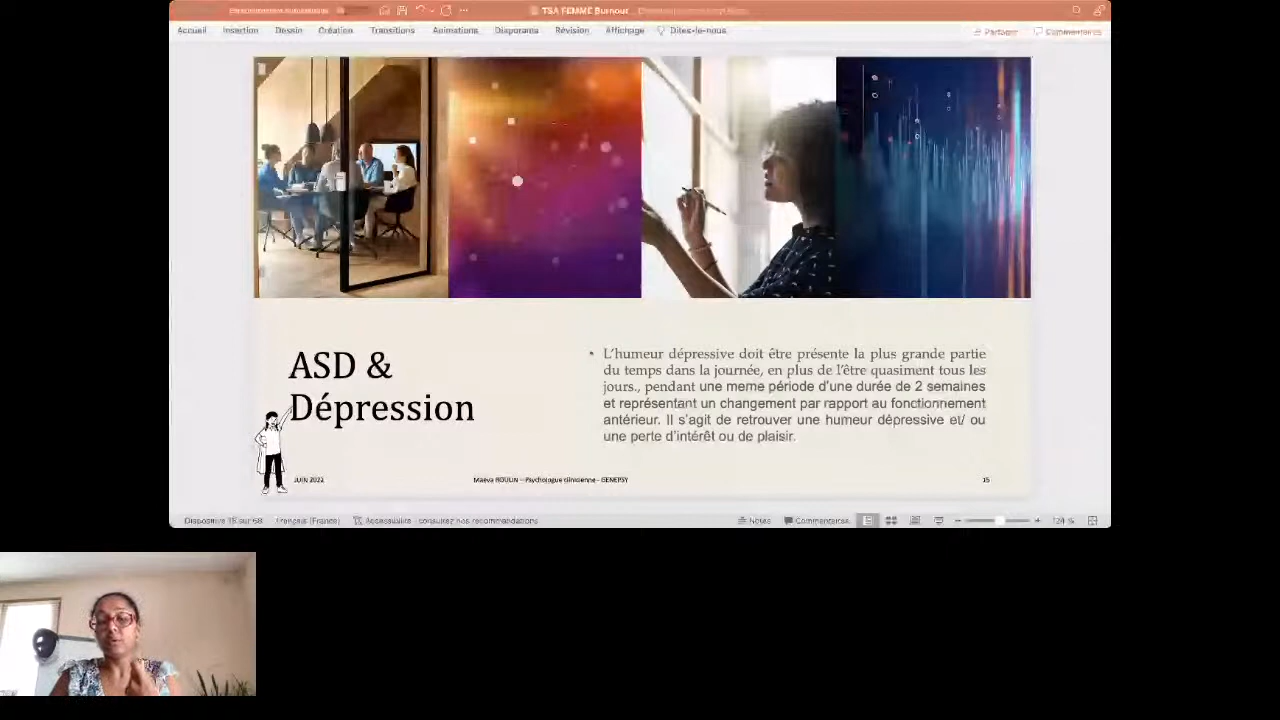 TSA FEMME Burnout
Accueil Insertion Dessin Création Transitions Animations Diaporama Révision Affichage Dites-le-nous Partager Commentaires
ASD &
Dépression
• L’humeur dépressive doit être présente la plus grande partie
du temps dans la journée, en plus de l’être quasiment tous les
jours., pendant une meme période d’une durée de 2 semaines
et représentant un changement par rapport au fonctionnement
antérieur. Il s’agit de retrouver une humeur dépressive et/ ou
une perte d’intérêt ou de plaisir.
JUIN 2022 Maeva ROULIN – Psychologue clinicienne - GENEPSY 15
Diapositive 15 sur 68 Français (France) Accessibilité : consultez nos recommandations Notes Commentaires 124 %